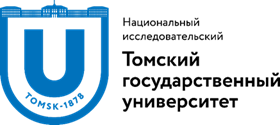 U
TOMSK-1878
Национальный
исследовательский
Томский
государственный
университет